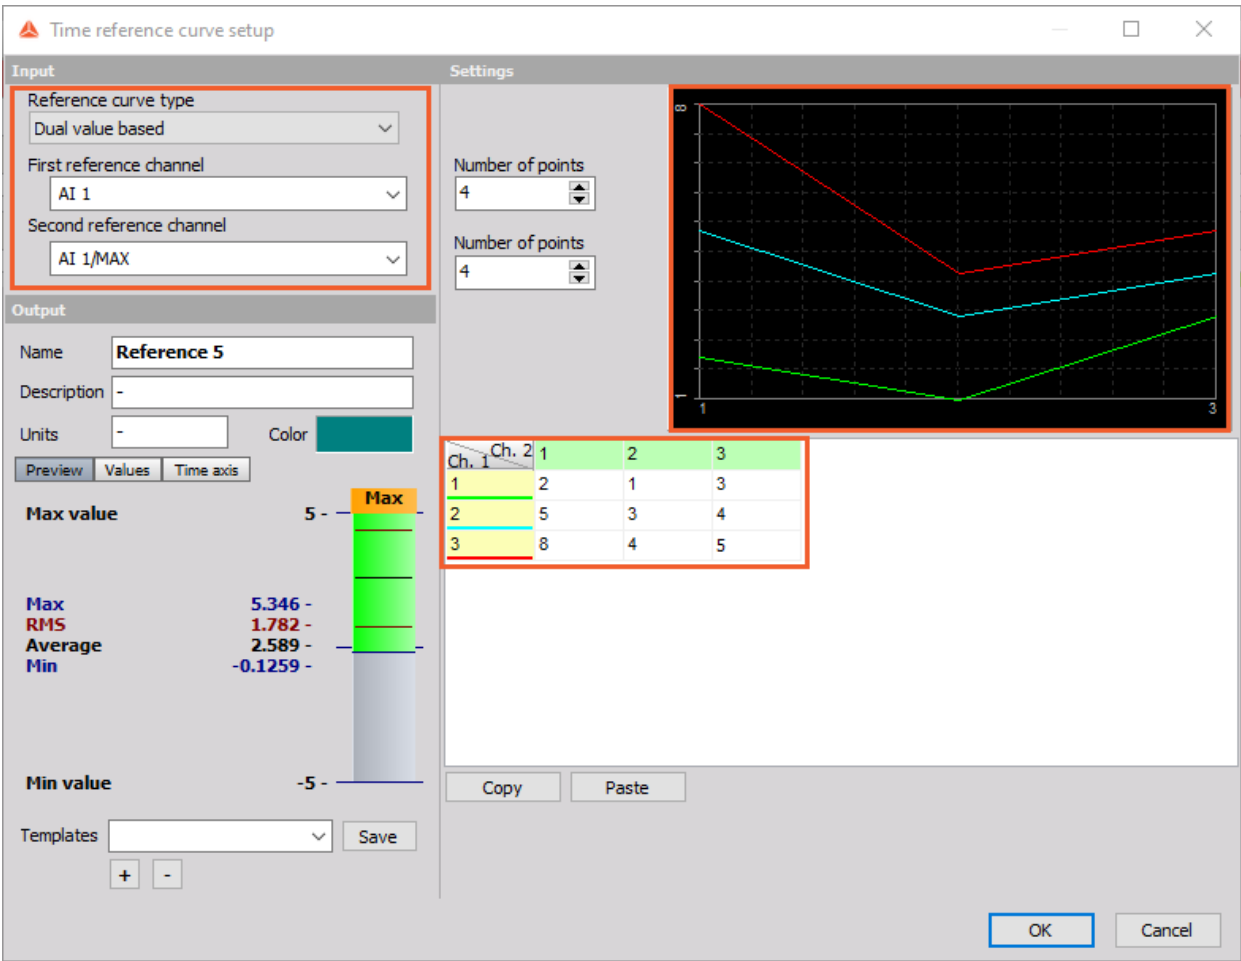 Time reference curve setup
Input
Reference curve type
Dual value based
First reference channel
AI 1
Second reference channel
AI 1/MAX
Output
Name Reference 5
Description -
Units - Color
Preview Values Time axis
Max
Max value 5 -
Max 5.346 -
RMS 1.782 -
Average 2.589 -
Min -0.1259 -
Min value -5 -
Templates Save
+ -
Settings
Number of points
4
Number of points
4
8
1
1 3
Ch. 2 1 2 3
Ch. 1
1 2 1 3
2 5 3 4
3 8 4 5
Copy Paste
OK Cancel